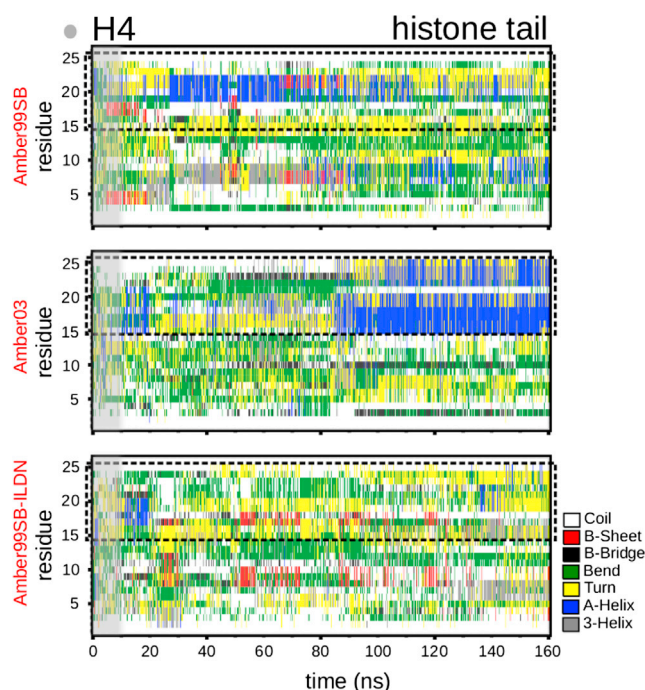 H4 histone tail
Amber99SB
residue
25
20
15
10
5
Amber03
residue
25
20
15
10
5
Amber99SB-ILDN
residue
25
20
15
10
5
0 20 40 60 80 100 120 140 160
time (ns)
Coil
B-Sheet
B-Bridge
Bend
Turn
A-Helix
3-Helix